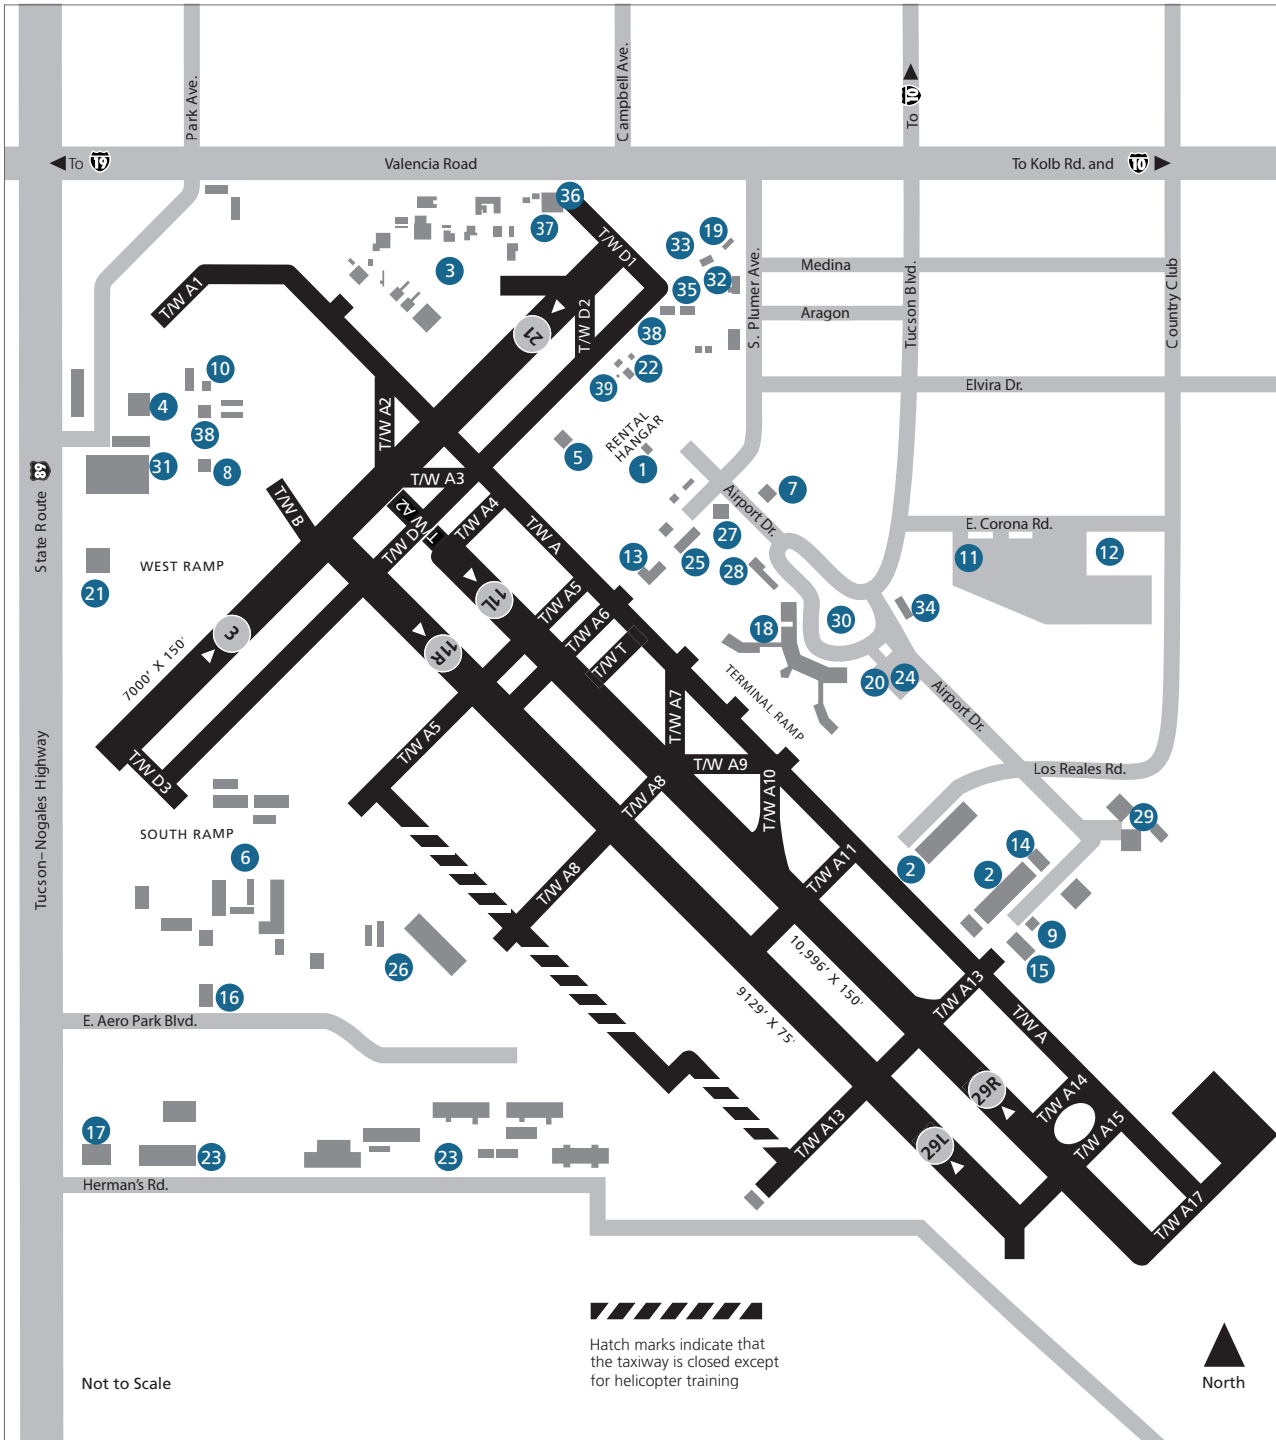 Park Ave.
Campbell Ave.
To 10
To 19
Valencia Road
To Kolb Rd. and 10
36
37
T/W D1
33
19
3
32
35
S. Plumer Ave.
Medina
Tucson Blvd.
Country Club
T/W A1
21
T/W D2
38
Aragon
10
22
39
Elvira Dr.
4
T/W A2
38
RENTAL
HANGAR
5
1
31
8
T/W A3
State Route 89
T/W B
T/W A2
T/W A4
T/W D
T/W A
Airport Dr.
7
27
E. Corona Rd.
11
12
WEST RAMP
21
13
25
28
11L
T/W A5
T/W A6
T/W T
34
30
18
3
11R
7000' X 150'
20
24
TERMINAL RAMP
Airport Dr.
T/W A7
T/W A5
T/W A9
T/W A10
T/W A8
Los Reales Rd.
T/W D3
Tucson–Nogales Highway
SOUTH RAMP
6
29
14
2
2
T/W A11
T/W A8
9
15
26
16
10,996' X 150'
9129' X 75'
T/W A13
T/W A
E. Aero Park Blvd.
29R
T/W A14
T/W A15
17
23
23
T/W A13
29L
Herman's Rd.
T/W A17
Hatch marks indicate that
the taxiway is closed except
for helicopter training
Not to Scale
North